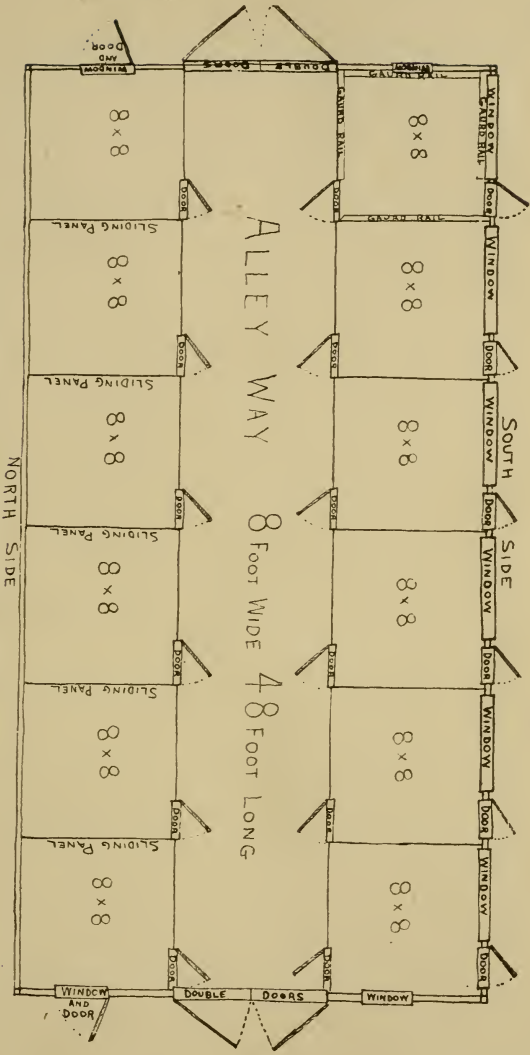 WINDOW
AND
DOOR
DOUBLE DOORS
WINDOW
GAURD RAIL
GAURD RAIL
GAURD RAIL
WINDOW
8 x 8
8 x 8
DOOR
DOOR
DOOR
SLIDING PANEL
GAURD RAIL
8 x 8
8 x 8
WINDOW
DOOR
DOOR
DOOR
SLIDING PANEL
8 x 8
8 x 8
WINDOW
DOOR
DOOR
DOOR
SLIDING PANEL
8 x 8
8 x 8
WINDOW
DOOR
DOOR
DOOR
SLIDING PANEL
8 x 8
8 x 8
WINDOW
DOOR
DOOR
DOOR
SLIDING PANEL
8 x 8
8 x 8
WINDOW
DOOR
DOOR
DOOR
ALLEY WAY 8 FOOT WIDE 48 FOOT LONG
NORTH SIDE
SOUTH SIDE
WINDOW
AND
DOOR
DOUBLE DOORS
WINDOW